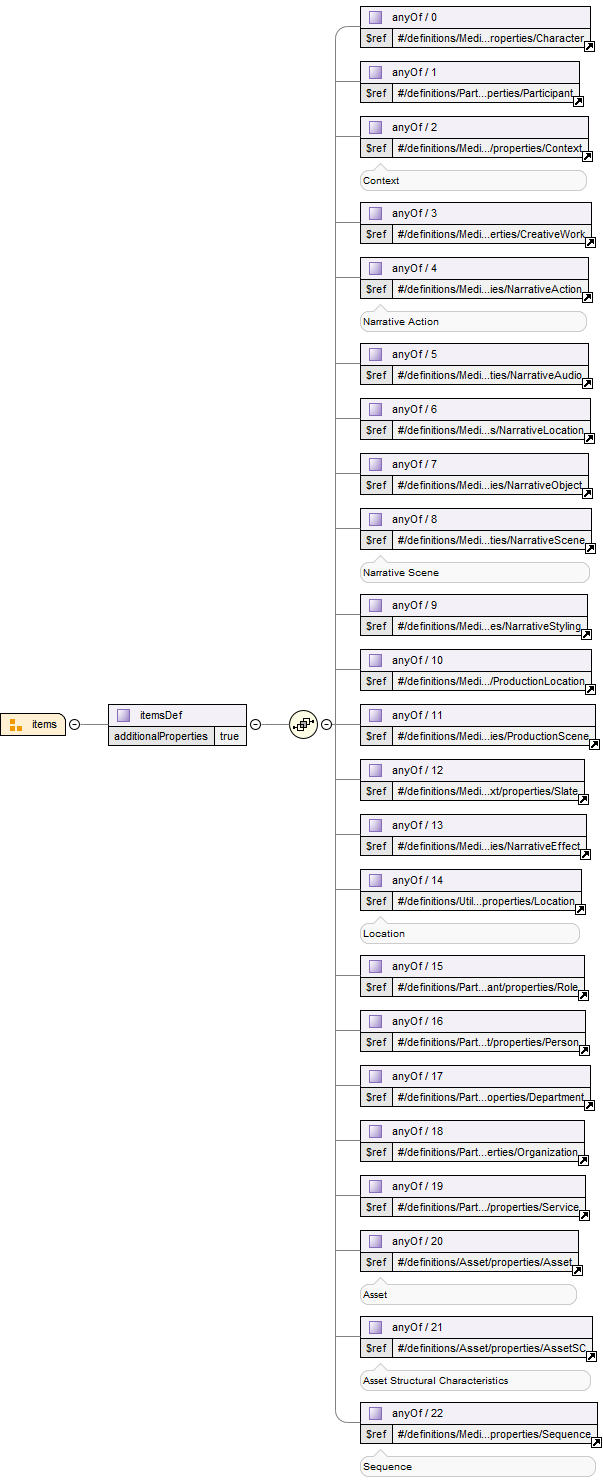 anyOf / 0
$ref #/definitions/Medi...roperties/Character
anyOf / 1
$ref #/definitions/Part...perties/Participant
anyOf / 2
$ref #/definitions/Medi.../properties/Context
Context
anyOf / 3
$ref #/definitions/Medi...erties/CreativeWork
anyOf / 4
$ref #/definitions/Medi...ies/NarrativeAction
Narrative Action
anyOf / 5
$ref #/definitions/Medi...ties/NarrativeAudio
anyOf / 6
$ref #/definitions/Medi...s/NarrativeLocation
anyOf / 7
$ref #/definitions/Medi...ies/NarrativeObject
anyOf / 8
$ref #/definitions/Medi...ties/NarrativeScene
Narrative Scene
anyOf / 9
$ref #/definitions/Medi...es/NarrativeStyling
anyOf / 10
$ref #/definitions/Medi.../ProductionLocation
items
itemsDef
additionalProperties true
anyOf / 11
$ref #/definitions/Medi...ies/ProductionScene
anyOf / 12
$ref #/definitions/Medi...xt/properties/Slate
anyOf / 13
$ref #/definitions/Medi...ies/NarrativeEffect
anyOf / 14
$ref #/definitions/Util...properties/Location
Location
anyOf / 15
$ref #/definitions/Part...ant/properties/Role
anyOf / 16
$ref #/definitions/Part...t/properties/Person
anyOf / 17
$ref #/definitions/Part...operties/Department
anyOf / 18
$ref #/definitions/Part...erties/Organization
anyOf / 19
$ref #/definitions/Part.../properties/Service
anyOf / 20
$ref #/definitions/Asset/properties/Asset
Asset
anyOf / 21
$ref #/definitions/Asset/properties/AssetSC
Asset Structural Characteristics
anyOf / 22
$ref #/definitions/Medi...properties/Sequence
Sequence